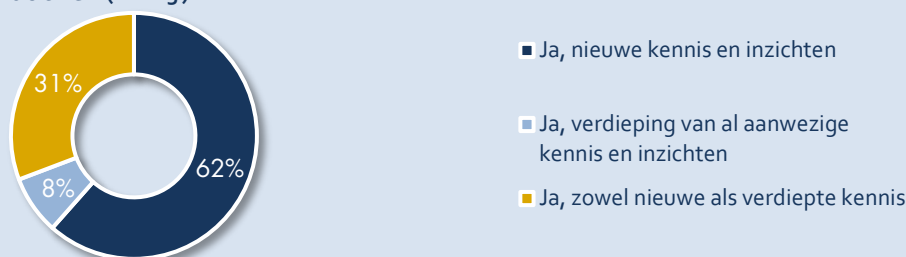 31%
62%
8%
Ja, nieuwe kennis en inzichten
Ja, verdieping van al aanwezige
kennis en inzichten
Ja, zowel nieuwe als verdiepte kennis